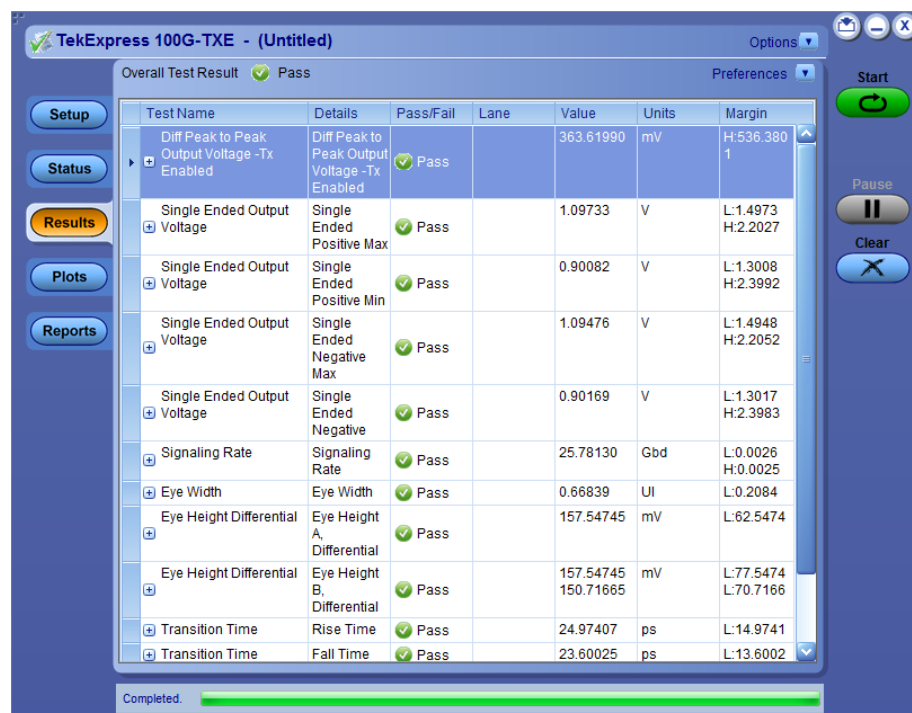 TekExpress 100G-TXE - (Untitled)
Options
Overall Test Result Pass
Preferences
Start
Setup
Status
Results
Plots
Reports
Pause
Clear
Test Name Details Pass/Fail Lane Value Units Margin
Diff Peak to Peak Output Voltage -Tx Enabled Diff Peak to Peak Output Voltage -Tx Enabled Pass 363.61990 mV H:536.3801
Single Ended Output Voltage Single Ended Positive Max Pass 1.09733 V L:1.4973 H:2.2027
Single Ended Output Voltage Single Ended Positive Min Pass 0.90082 V L:1.3008 H:2.3992
Single Ended Output Voltage Single Ended Negative Max Pass 1.09476 V L:1.4948 H:2.2052
Single Ended Output Voltage Single Ended Negative Pass 0.90169 V L:1.3017 H:2.3983
Signaling Rate Signaling Rate Pass 25.78130 Gbd L:0.0026 H:0.0025
Eye Width Eye Width Pass 0.66839 UI L:0.2084
Eye Height Differential Eye Height A, Differential Pass 157.54745 mV L:62.5474
Eye Height Differential Eye Height B, Differential Pass 157.54745 150.71665 mV L:77.5474 L:70.7166
Transition Time Rise Time Pass 24.97407 ps L:14.9741
Transition Time Fall Time Pass 23.60025 ps L:13.6002
Completed.